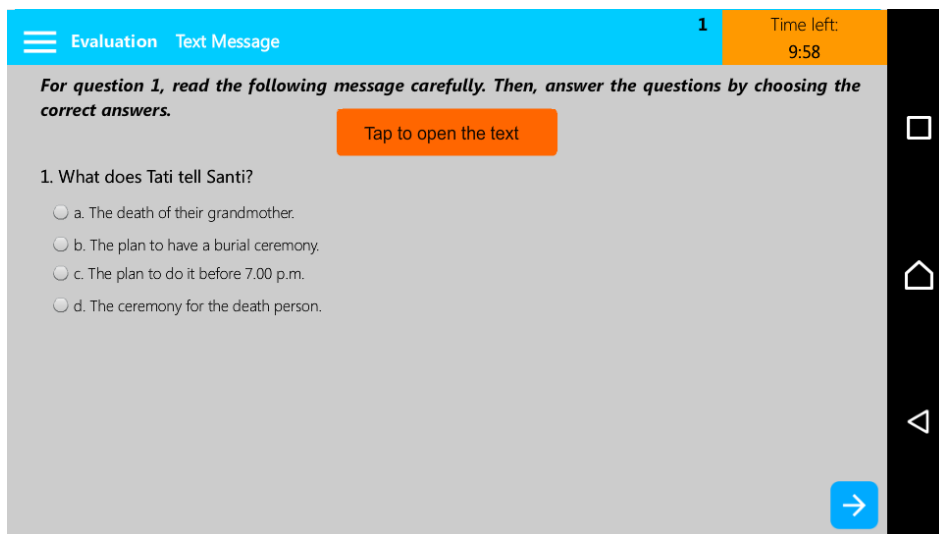 Evaluation Text Message
1
Time left:
9:58
For question 1, read the following message carefully. Then, answer the questions by choosing the
correct answers.
Tap to open the text
1. What does Tati tell Santi?
a. The death of their grandmother.
b. The plan to have a burial ceremony.
c. The plan to do it before 7.00 p.m.
d. The ceremony for the death person.